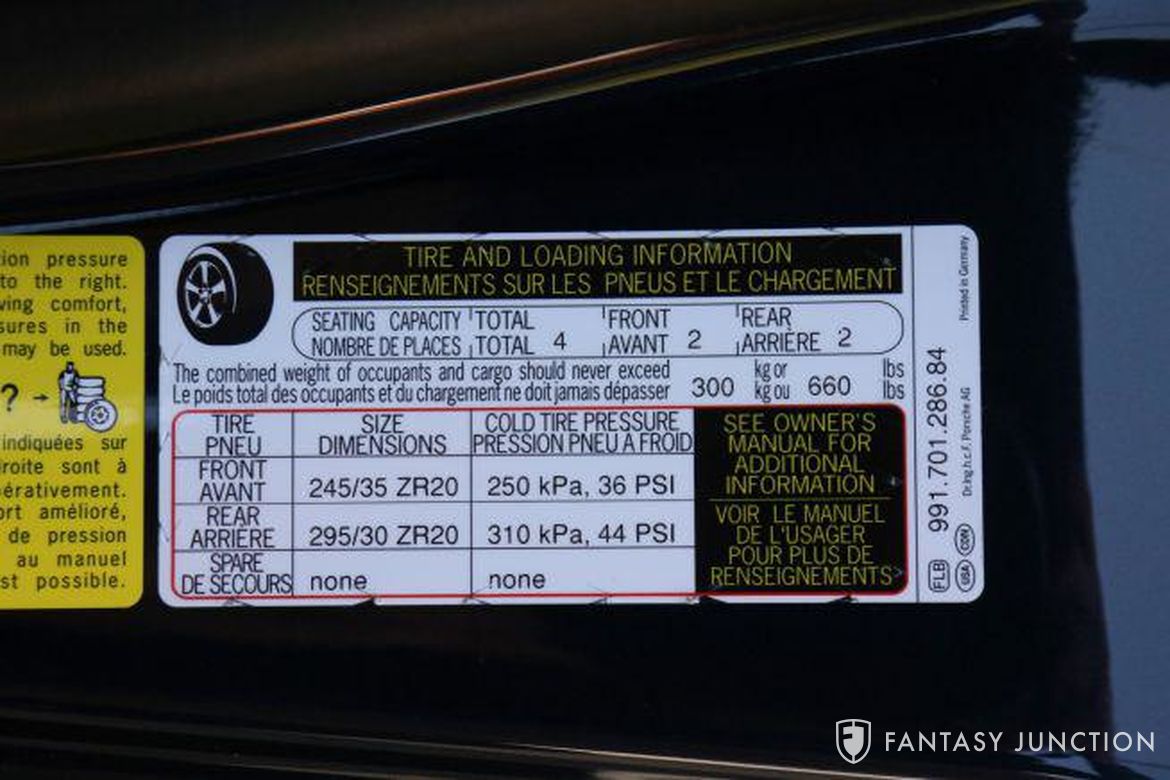 tion pressure
to the right.
ving comfort,
sures in the
may be used.
? →
indiquées sur
droite sont à
pérativement.
ort amélioré,
de pression
au manuel
st possible.
TIRE AND LOADING INFORMATION
RENSEIGNEMENTS SUR LES PNEUS ET LE CHARGEMENT
SEATING CAPACITY TOTAL FRONT REAR
NOMBRE DE PLACES TOTAL 4 AVANT 2 ARRIÈRE 2
The combined weight of occupants and cargo should never exceed kg or lbs
Le poids total des occupants et du chargement ne doit jamais dépasser 300 kg ou 660 lbs
TIRE SIZE COLD TIRE PRESSURE
PNEU DIMENSIONS PRESSION PNEU A FROID
FRONT
AVANT 245/35 ZR20 250 kPa, 36 PSI
REAR
ARRIÈRE 295/30 ZR20 310 kPa, 44 PSI
SPARE
DE SECOURS none none
SEE OWNER'S
MANUAL FOR
ADDITIONAL
INFORMATION
VOIR LE MANUEL
DE L'USAGER
POUR PLUS DE
RENSEIGNEMENTS
FLB 991.701.286.84
USA CDN Dr.Ing.h.c.F. Porsche AG Printed in Germany
FANTASY JUNCTION